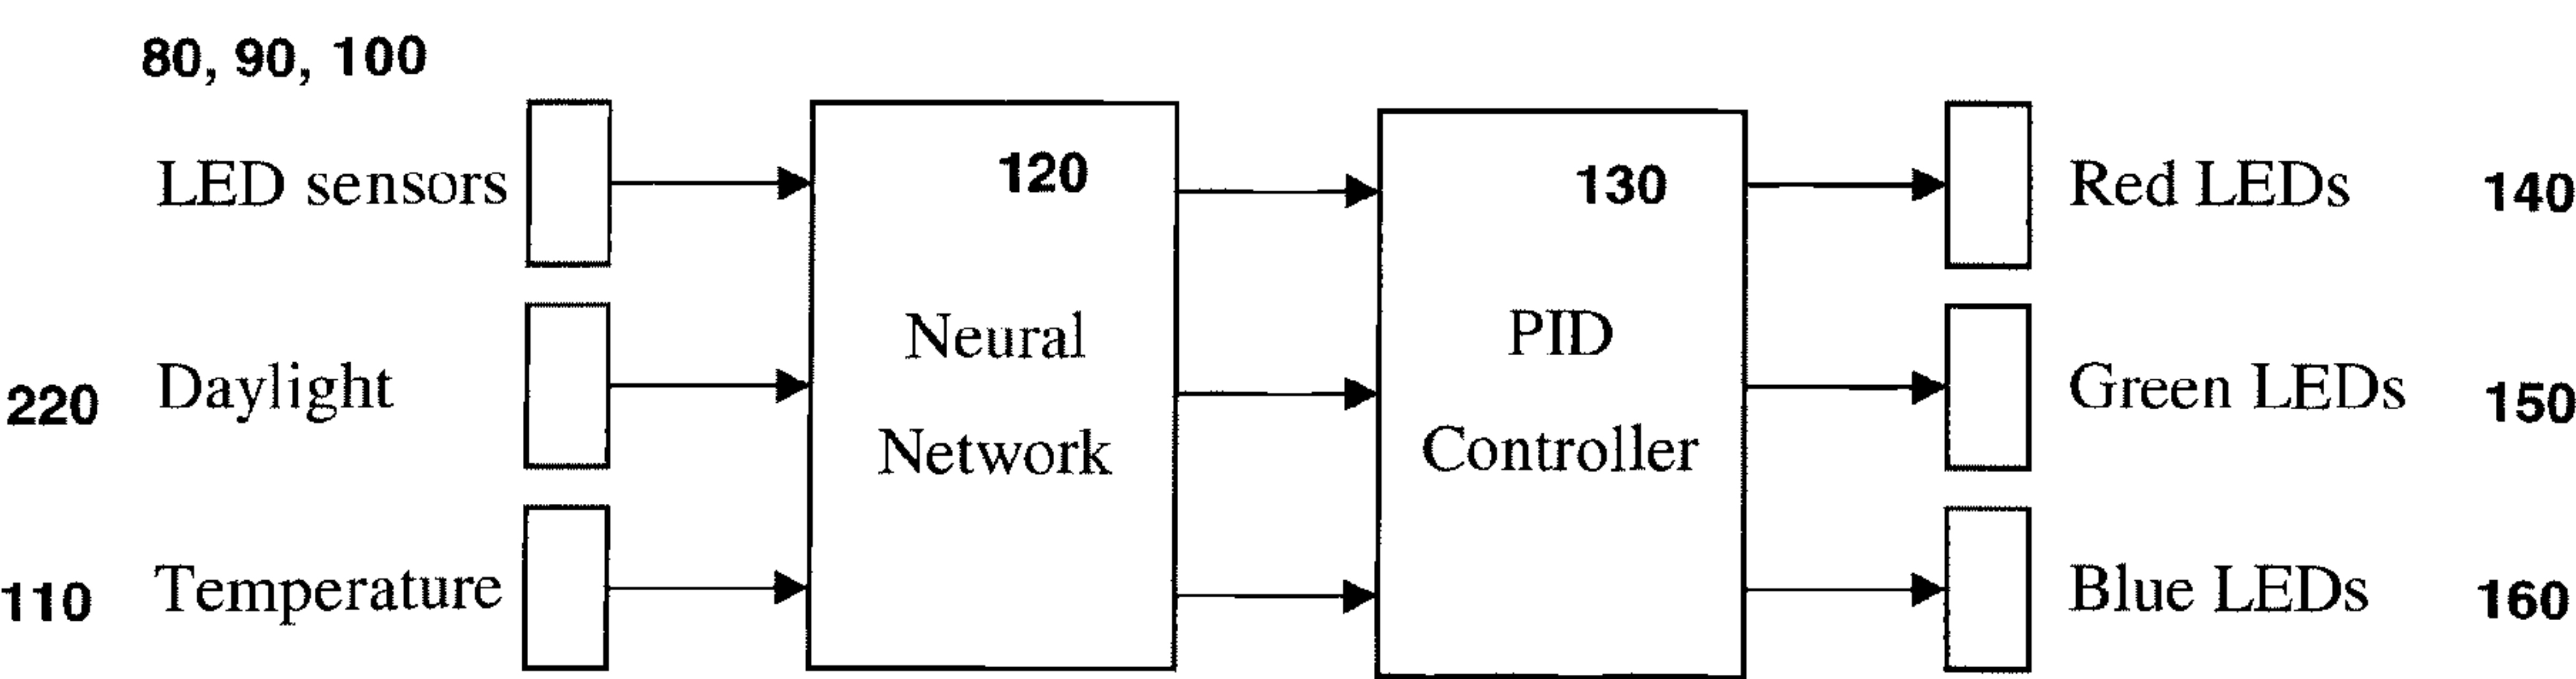 80, 90, 100
LED sensors
120
130
Red LEDs 140
Neural
PID
220 Daylight
Green LEDs 150
Network
Controller
110 Temperature
Blue LEDs 160